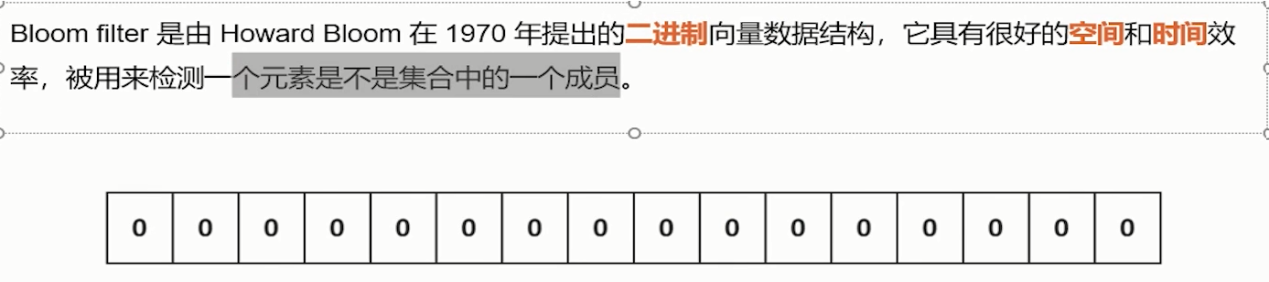 Bloom filter 是由 Howard Bloom 在 1970 年提出的二进制向量数据结构，它具有很好的空间和时间效
率，被用来检测一个元素是不是集合中的一个成员。
0 0 0 0 0 0 0 0 0 0 0 0 0 0 0 0